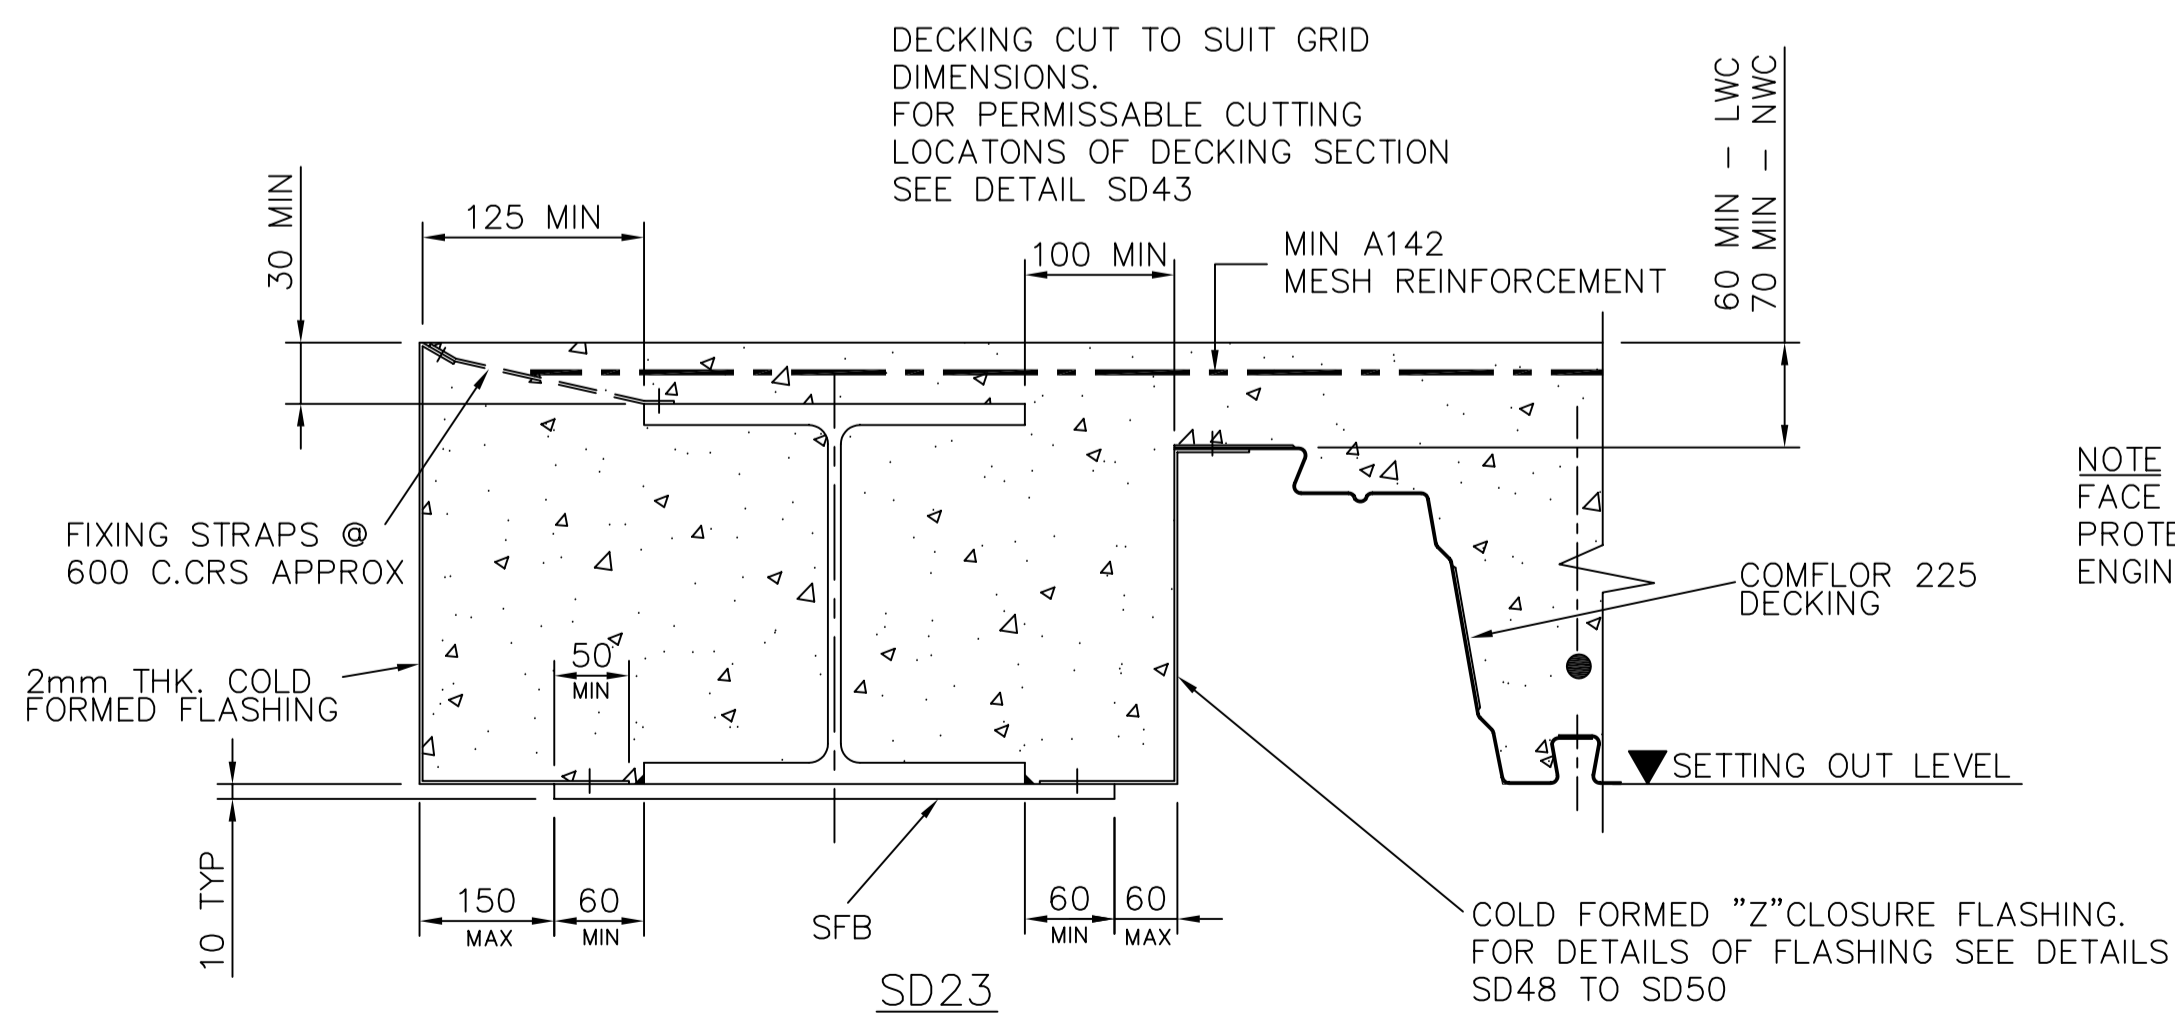 DECKING CUT TO SUIT GRID
DIMENSIONS.
FOR PERMISSABLE CUTTING
LOCATONS OF DECKING SECTION
SEE DETAIL SD43
60 MIN – LWC
70 MIN – NWC
30 MIN
125 MIN
100 MIN
MIN A142
MESH REINFORCEMENT
NOTE
FACE
PROTE
ENGIN
FIXING STRAPS @
600 C.CRS APPROX
COMFLOR 225
DECKING
50
MIN
2mm THK. COLD
FORMED FLASHING
SETTING OUT LEVEL
10 TYP
150
MAX
60
MIN
SFB
60
MIN
60
MAX
COLD FORMED "Z"CLOSURE FLASHING.
FOR DETAILS OF FLASHING SEE DETAILS
SD48 TO SD50
SD23